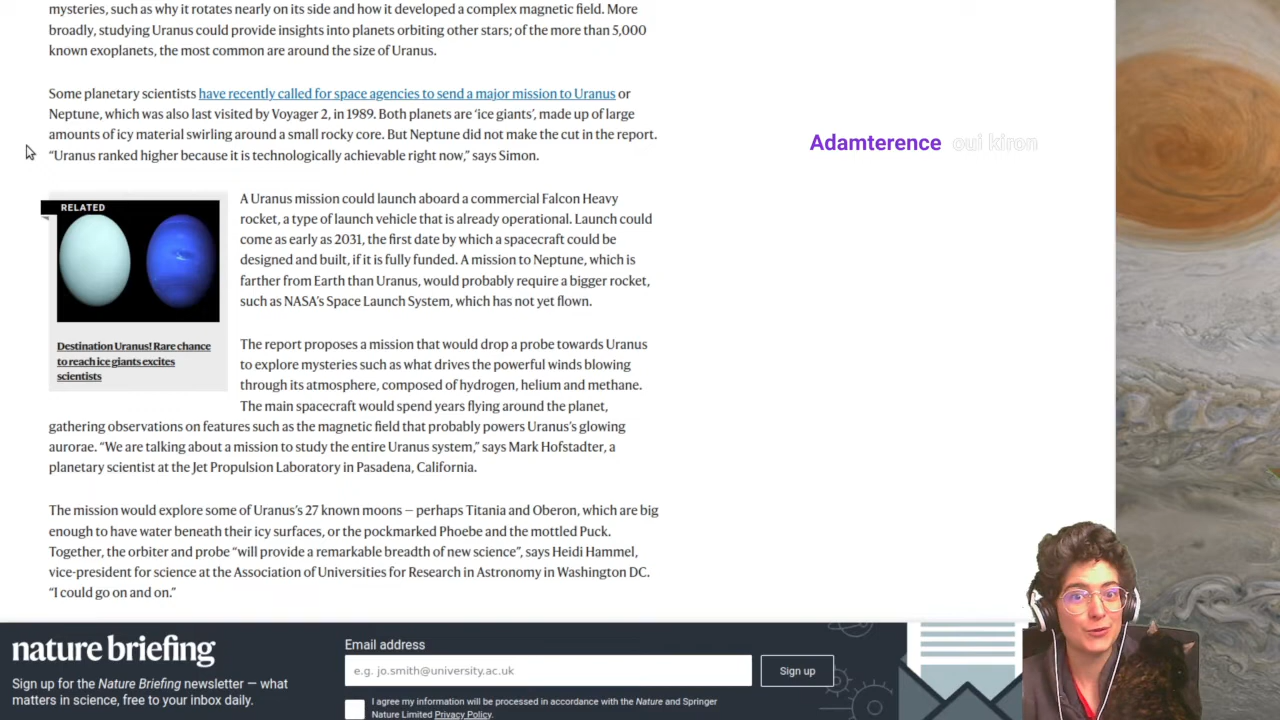 mysteries, such as why it rotates nearly on its side and how it developed a complex magnetic field. More
broadly, studying Uranus could provide insights into planets orbiting other stars; of the more than 5,000
known exoplanets, the most common are around the size of Uranus.
Some planetary scientists have recently called for space agencies to send a major mission to Uranus or
Neptune, which was also last visited by Voyager 2, in 1989. Both planets are ‘ice giants’, made up of large
amounts of icy material swirling around a small rocky core. But Neptune did not make the cut in the report.
“Uranus ranked higher because it is technologically achievable right now,” says Simon.
Adamterence oui kiron
RELATED
Destination Uranus! Rare chance
to reach ice giants excites
scientists
A Uranus mission could launch aboard a commercial Falcon Heavy
rocket, a type of launch vehicle that is already operational. Launch could
come as early as 2031, the first date by which a spacecraft could be
designed and built, if it is fully funded. A mission to Neptune, which is
farther from Earth than Uranus, would probably require a bigger rocket,
such as NASA’s Space Launch System, which has not yet flown.
The report proposes a mission that would drop a probe towards Uranus
to explore mysteries such as what drives the powerful winds blowing
through its atmosphere, composed of hydrogen, helium and methane.
The main spacecraft would spend years flying around the planet,
gathering observations on features such as the magnetic field that probably powers Uranus’s glowing
aurorae. “We are talking about a mission to study the entire Uranus system,” says Mark Hofstadter, a
planetary scientist at the Jet Propulsion Laboratory in Pasadena, California.
The mission would explore some of Uranus’s 27 known moons — perhaps Titania and Oberon, which are big
enough to have water beneath their icy surfaces, or the pockmarked Phoebe and the mottled Puck.
Together, the orbiter and probe “will provide a remarkable breadth of new science”, says Heidi Hammel,
vice-president for science at the Association of Universities for Research in Astronomy in Washington DC.
“I could go on and on.”
nature briefing
Sign up for the Nature Briefing newsletter — what
matters in science, free to your inbox daily.
Email address
e.g. jo.smith@university.ac.uk
Sign up
I agree my information will be processed in accordance with the Nature and Springer
Nature Limited Privacy Policy.